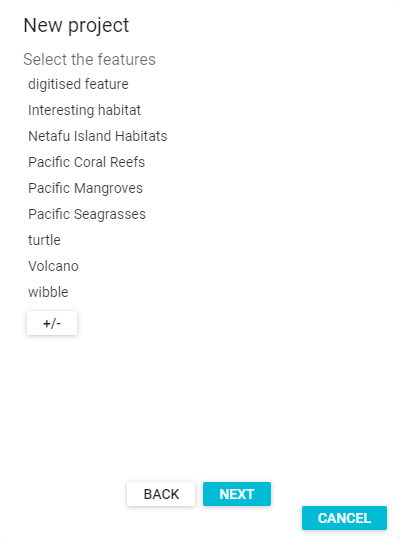 New project
Select the features
digitised feature
Interesting habitat
Netafu Island Habitats
Pacific Coral Reefs
Pacific Mangroves
Pacific Seagrasses
turtle
Volcano
wibble
+/-
BACK NEXT
CANCEL